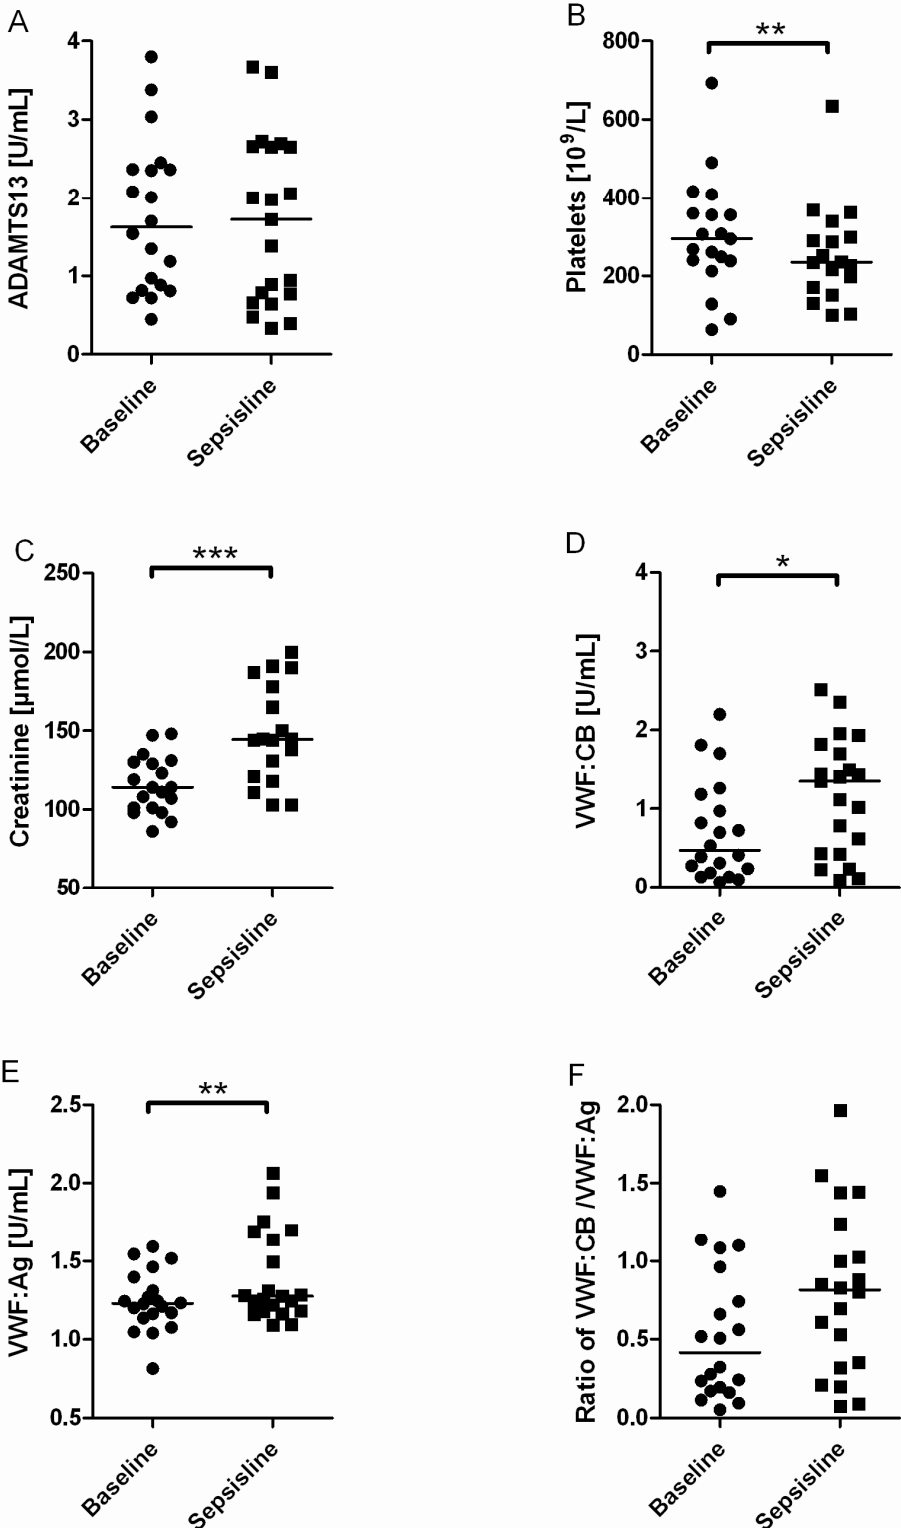 A
ADAMTS13 [U/mL]
4
3
2
1
0
Baseline
Sepsisline
B
**
Platelets [10⁹/L]
800
600
400
200
0
Baseline
Sepsisline
C
***
Creatinine [µmol/L]
250
200
150
100
50
Baseline
Sepsisline
D
*
VWF:CB [U/mL]
4
3
2
1
0
Baseline
Sepsisline
E
**
VWF:Ag [U/mL]
2.5
2.0
1.5
1.0
0.5
Baseline
Sepsisline
F
Ratio of VWF:CB /VWF:Ag
2.0
1.5
1.0
0.5
0.0
Baseline
Sepsisline